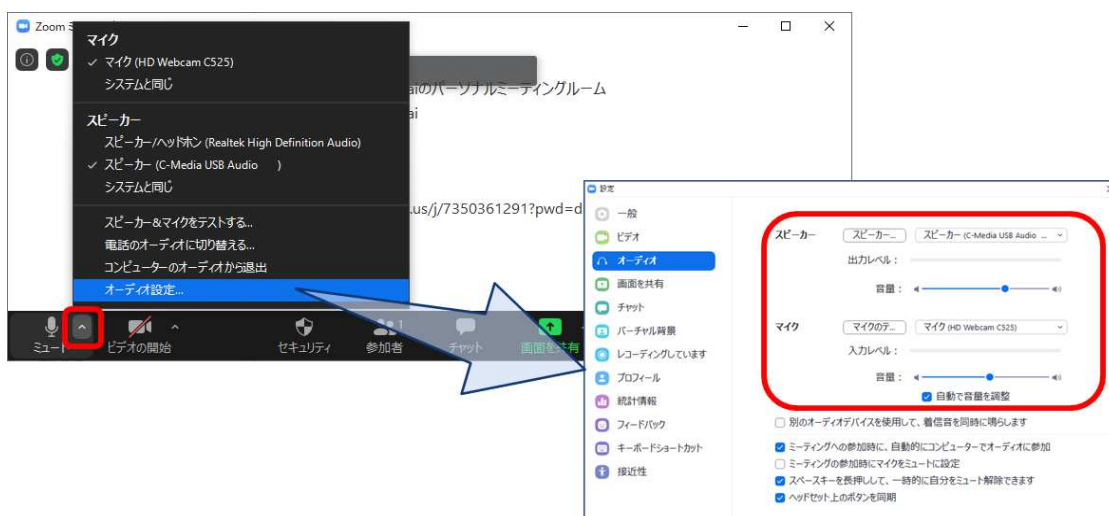 Zoom
マイク
マイク (HD Webcam C525)
システムと同じ
スピーカー
スピーカー/ヘッドホン (Realtek High Definition Audio)
スピーカー (C-Media USB Audio )
システムと同じ
スピーカー&マイクをテストする...
電話のオーディオに切り替える...
コンピューターのオーディオから退出
オーディオ設定...
aiのパーソナルミーティングルーム
ai
.us/j/7350361291?pwd=d
ミュート
ビデオの開始
セキュリティ
参加者
1
チャット
画面を共有
設定
一般
ビデオ
オーディオ
画面を共有
チャット
バーチャル背景
レコーディングしています
プロフィール
統計情報
フィードバック
キーボードショートカット
接近性
スピーカー スピーカー... スピーカー (C-Media USB Audio ...
出力レベル：
音量：
マイク マイクのテ... マイク (HD Webcam C525)
入力レベル：
音量：
自動で音量を調整
別のオーディオデバイスを使用して、着信音を同時に鳴らします
ミーティングへの参加時に、自動的にコンピューターでオーディオに参加
ミーティングの参加時にマイクをミュートに設定
スペースキーを長押しして、一時的に自分をミュート解除できます
ヘッドセット上のボタンを同期